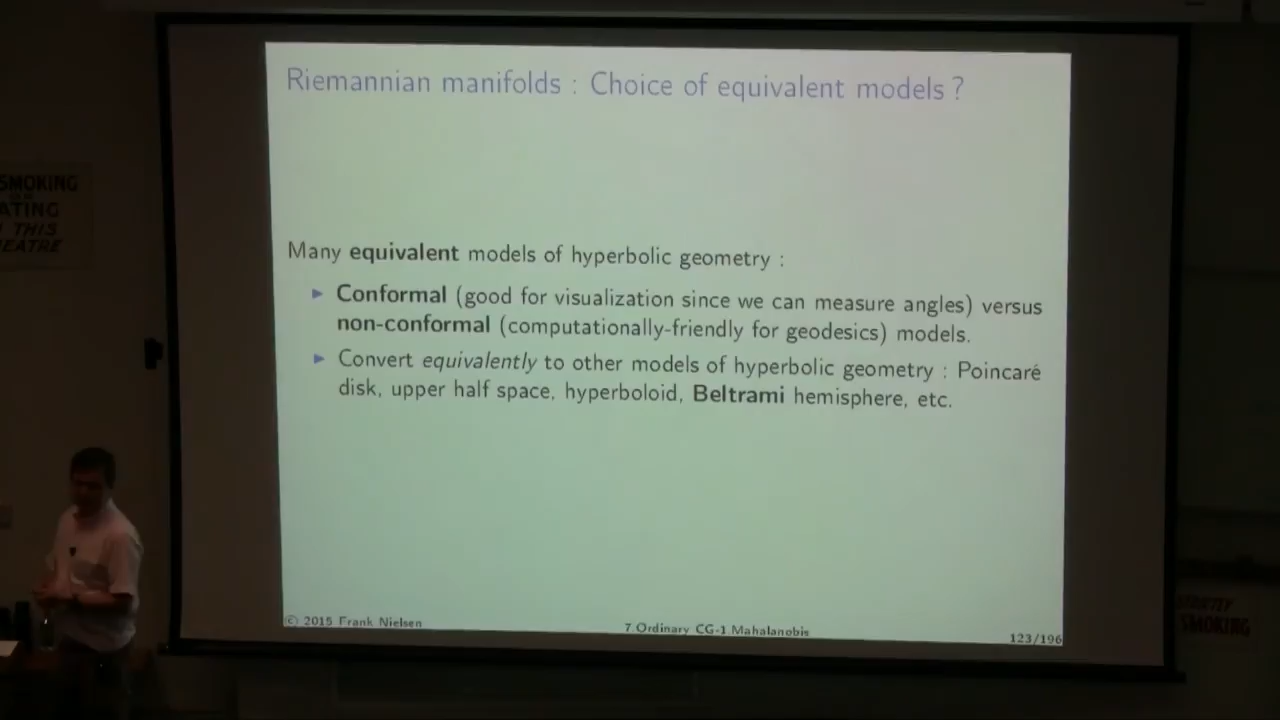 Riemannian manifolds : Choice of equivalent models ?
SMOKING
ATING
THIS
EATRE
Many equivalent models of hyperbolic geometry :
▶ Conformal (good for visualization since we can measure angles) versus
non-conformal (computationally-friendly for geodesics) models.
▶ Convert equivalently to other models of hyperbolic geometry : Poincaré
disk, upper half space, hyperboloid, Beltrami hemisphere, etc.
© 2015 Frank Nielsen
7.Ordinary CG-1.Mahalanobis
123/196
STRICTLY
SMOKING